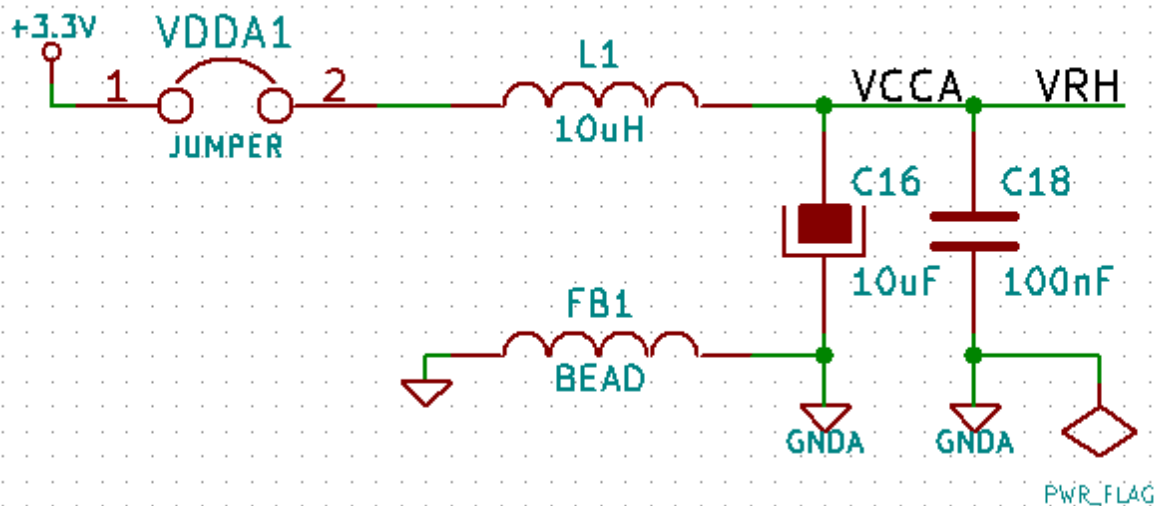 +3.3V
VDDA1
1
2
JUMPER
L1
10uH
VCCA
VRH
C16
10uF
C18
100nF
FB1
BEAD
GNDA
GNDA
PWR_FLAG